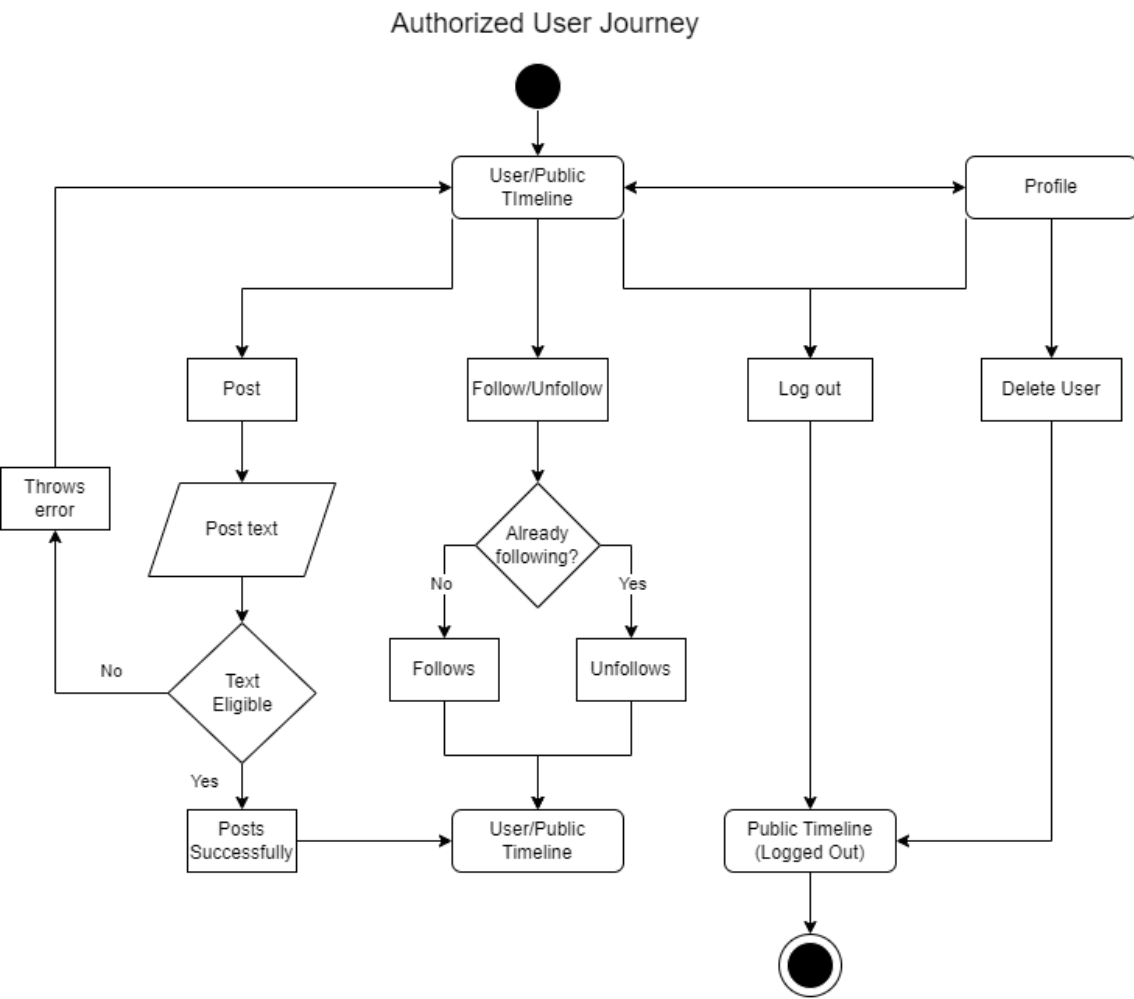 Authorized User Journey
User/Public
TImeline
Profile
Post
Follow/Unfollow
Log out
Delete User
Throws
error
Post text
Already
following?
No
Yes
Follows
Unfollows
No
Text
Eligible
Yes
Posts
Successfully
User/Public
Timeline
Public Timeline
(Logged Out)